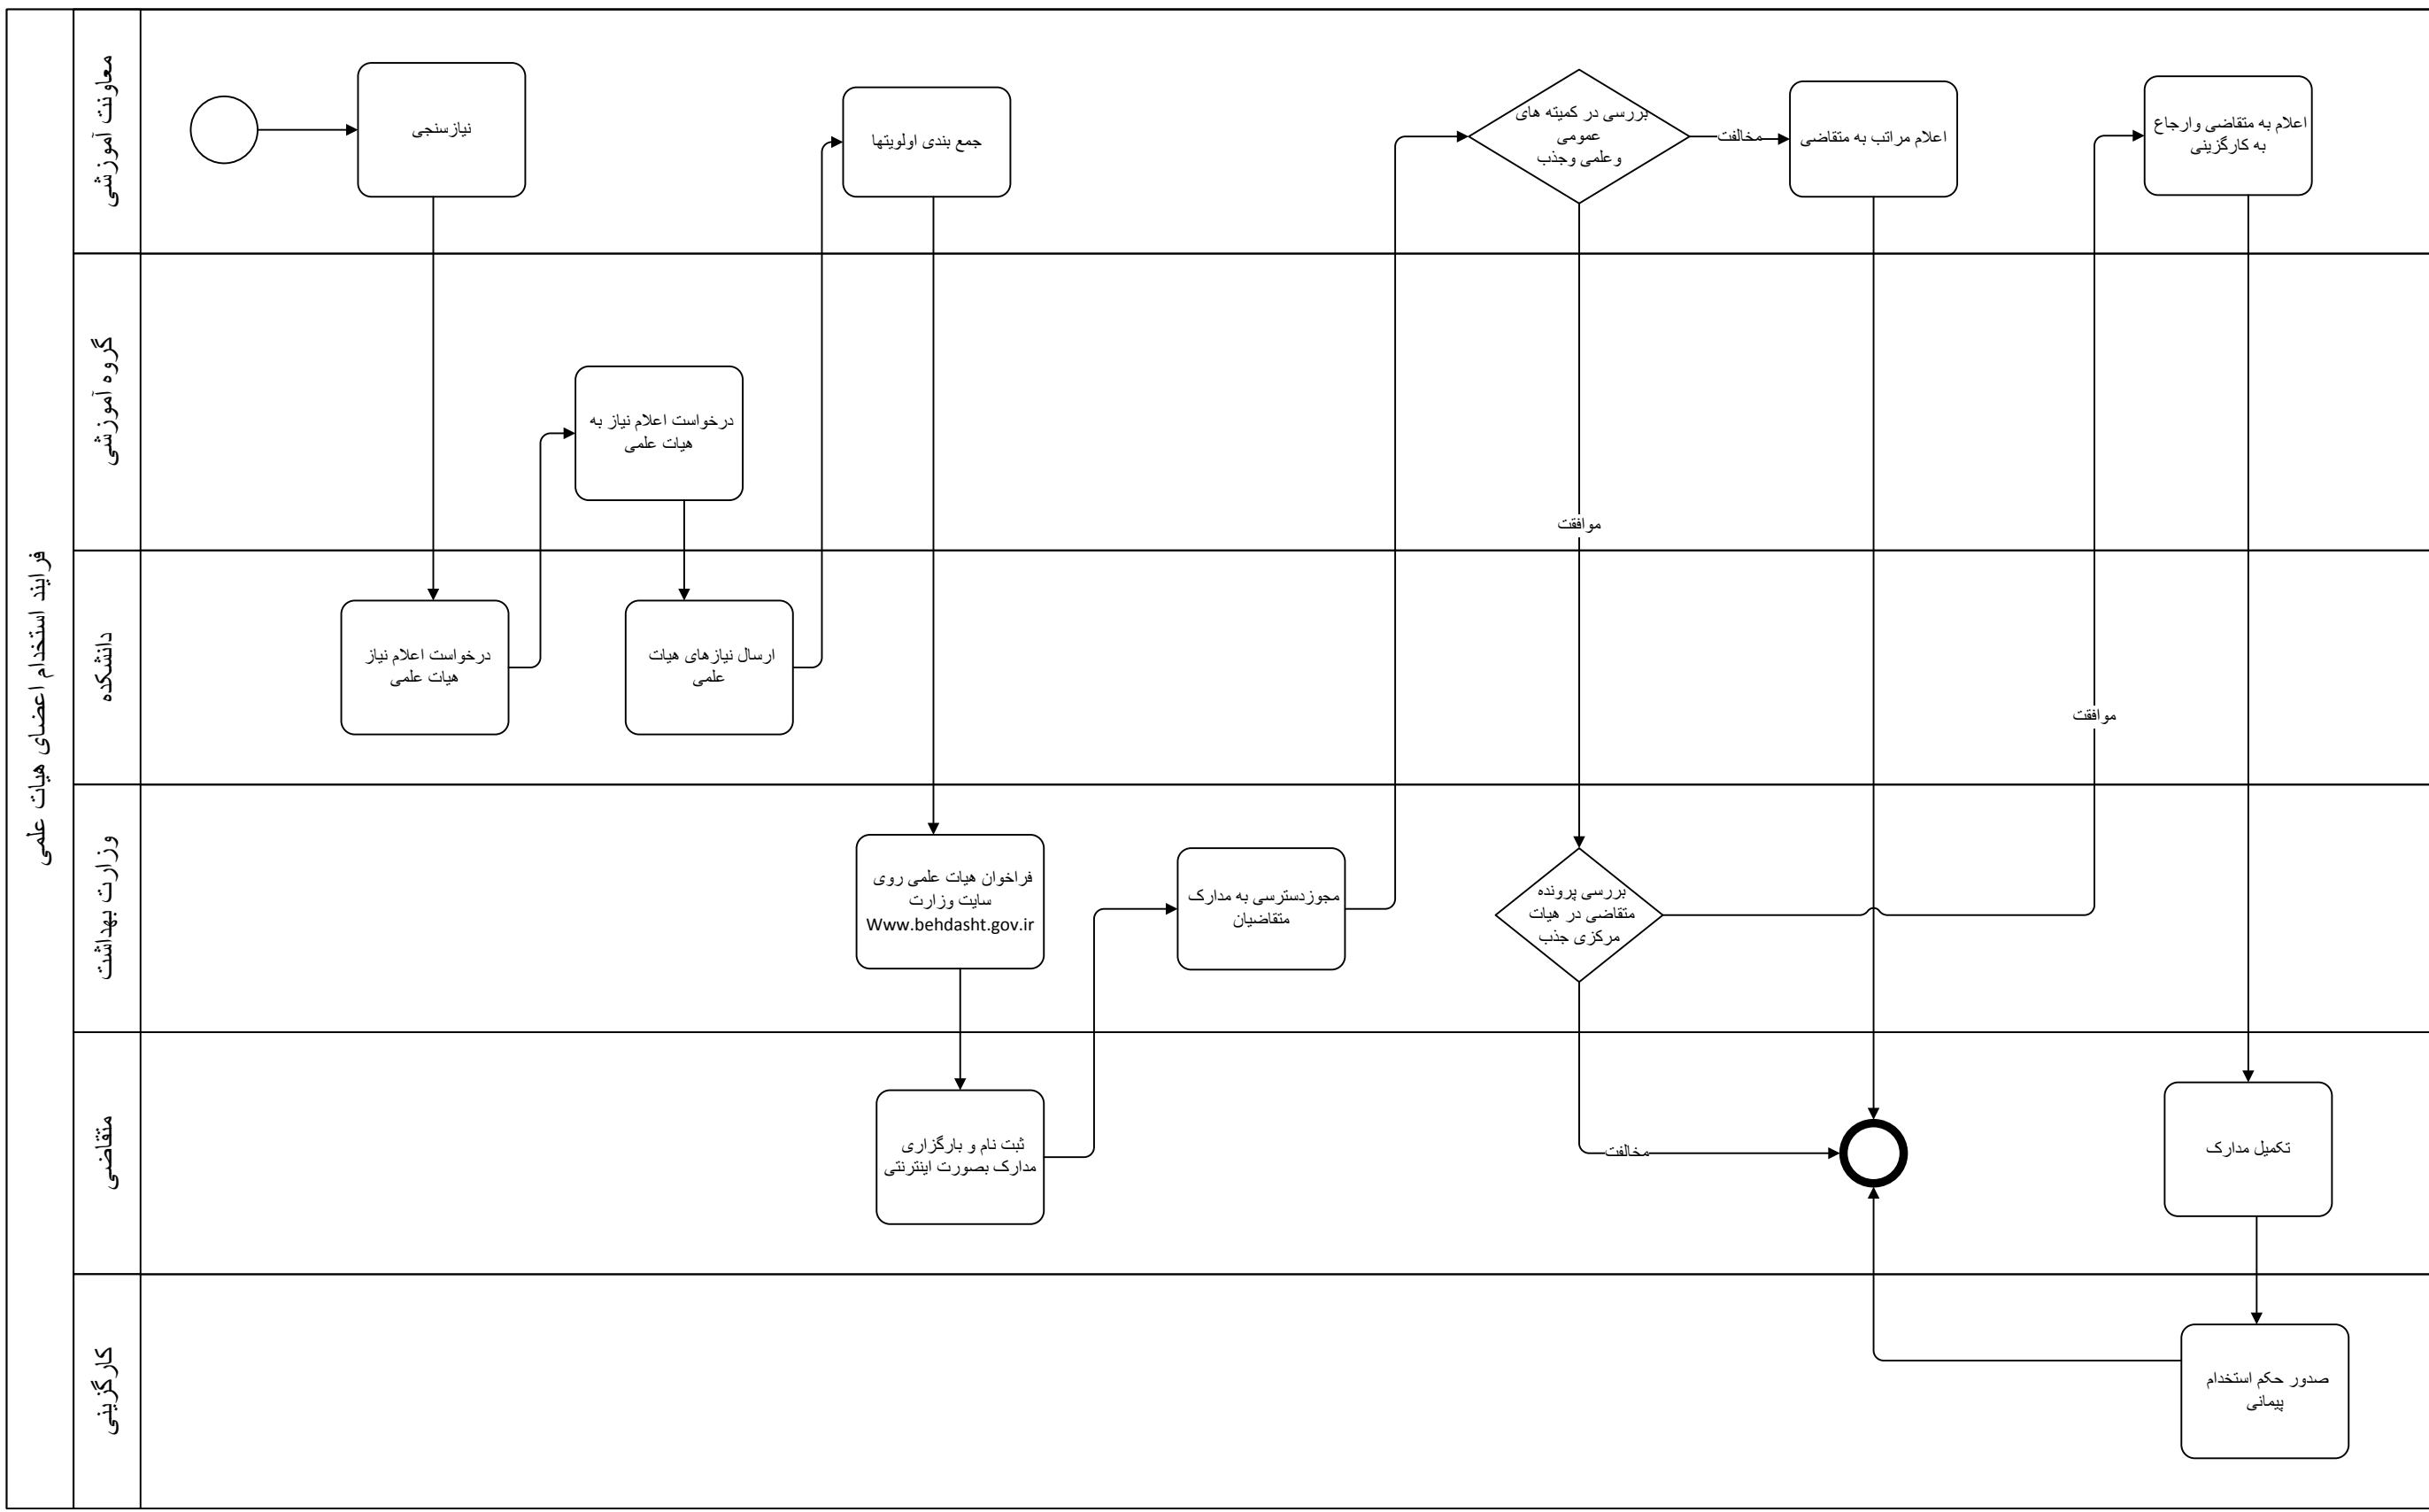 فرایند استخدام اعضای هیات علمی
معاونت آموزشی
نیازسنجی
جمع بندی اولویتها
بررسی در کمیته های
عمومی
وعلمی وجذب
مخالفت
اعلام مراتب به متقاضی
اعلام به متقاضی وارجاع
به کارگزینی
گروه آموزشی
درخواست اعلام نیاز به
هیات علمی
موافقت
دانشکده
درخواست اعلام نیاز
هیات علمی
ارسال نیازهای هیات
علمی
موافقت
وزارت بهداشت
فراخوان هیات علمی روی
سایت وزارت
Www.behdasht.gov.ir
مجوزدسترسی به مدارک
متقاضیان
بررسی پرونده
متقاضی در هیات
مرکزی جذب
متقاضی
ثبت نام و بارگزاری
مدارک بصورت اینترنتی
مخالفت
تکمیل مدارک
کارگزینی
صدور حکم استخدام
پیمانی